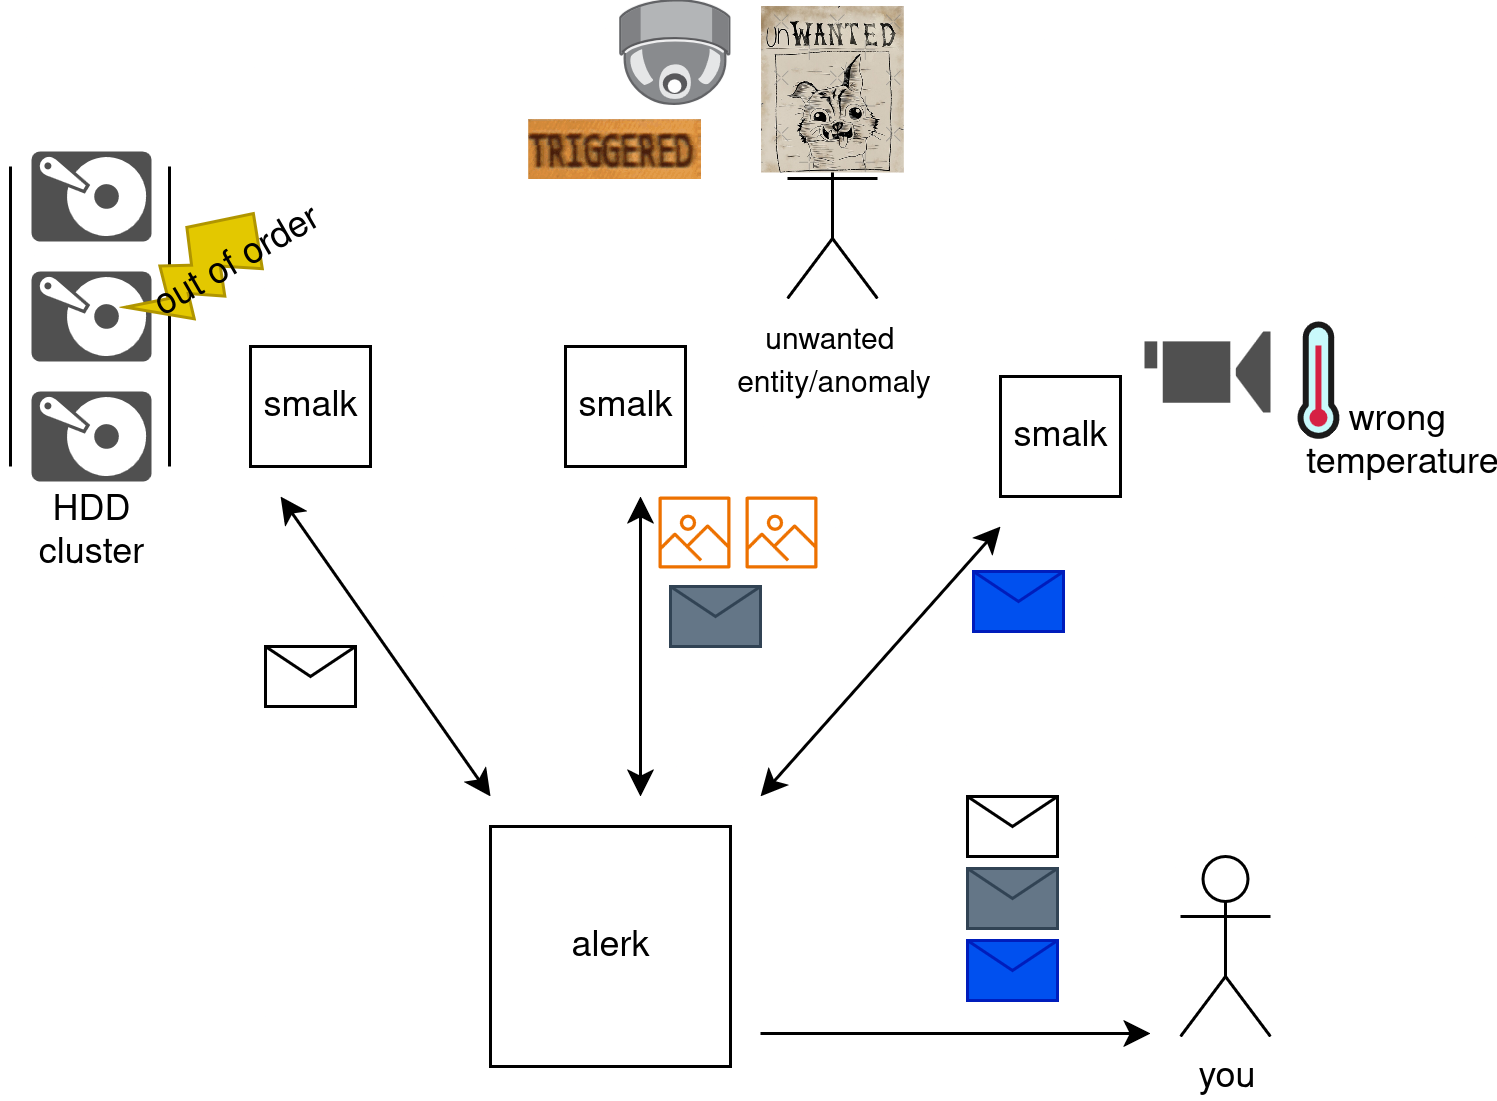 unWANTED
TRIGGERED
out of order
unwanted
entity/anomaly
smalk
smalk
smalk
wrong
temperature
HDD
cluster
alerk
you